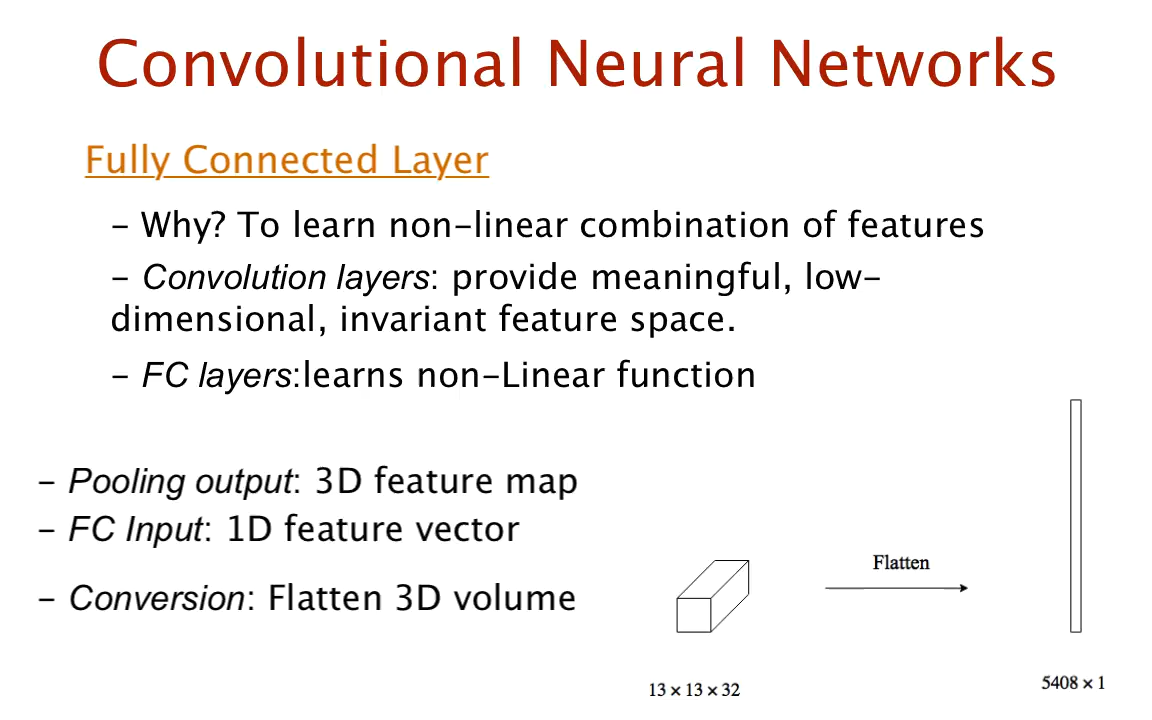 Convolutional Neural Networks
Fully Connected Layer
– Why? To learn non-linear combination of features
– Convolution layers: provide meaningful, low-
dimensional, invariant feature space.
– FC layers:learns non-Linear function
– Pooling output: 3D feature map
– FC Input: 1D feature vector
– Conversion: Flatten 3D volume
Flatten
13 × 13 × 32
5408 × 1